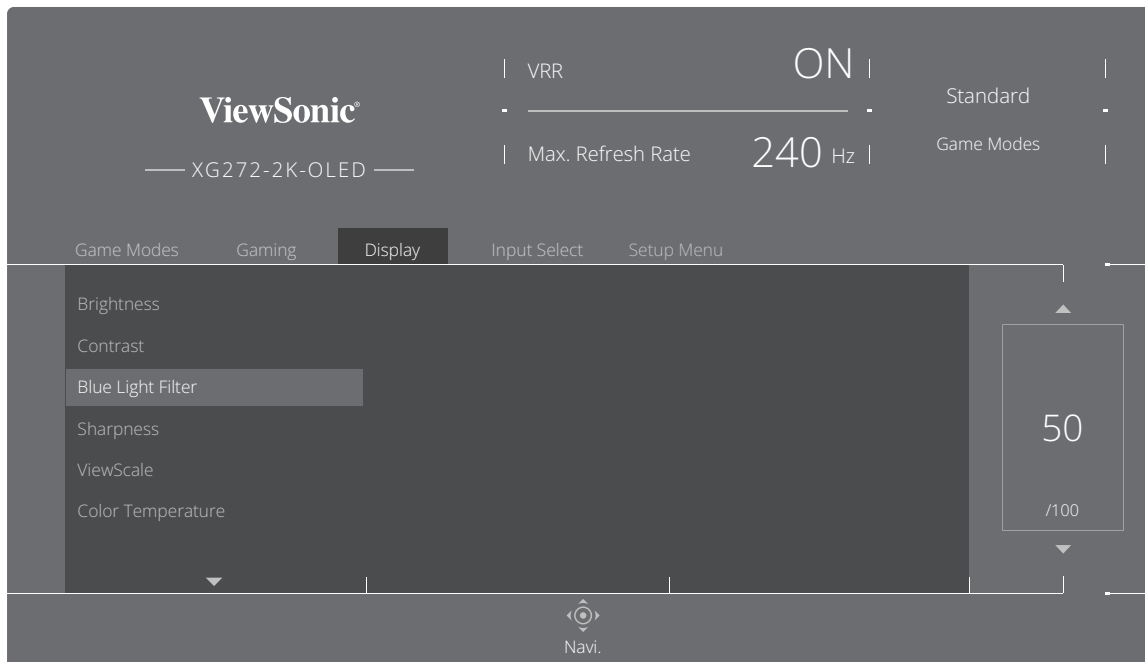 ViewSonic®
XG272-2K-OLED
VRR ON
Max. Refresh Rate 240 Hz
Standard
Game Modes
Game Modes Gaming Display Input Select Setup Menu
Brightness
Contrast
Blue Light Filter
Sharpness
ViewScale
Color Temperature
50
/100
Navi.